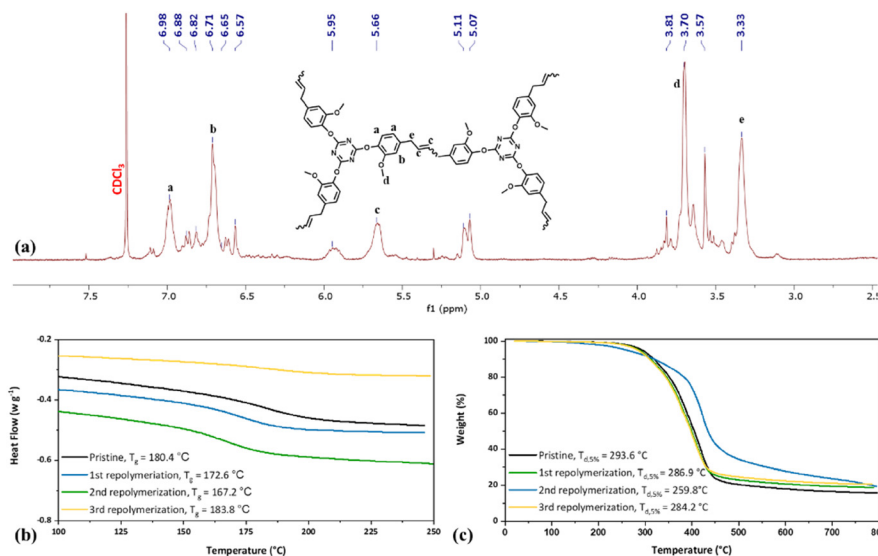 6.98 6.88 6.82 6.71 6.65 6.57 5.95 5.66 5.11 5.07 3.81 3.70 3.57 3.33
CDCl3
a
b
c
d
e
a a e c
b c
d
O O O O O O
N N N N N N
(a)
7.5 7.0 6.5 6.0 5.5 5.0 4.5 4.0 3.5 3.0 2.5
f1 (ppm)
-0.2
-0.4
-0.6
-0.8
Heat Flow (w g-1)
Pristine, Tg = 180.4 °C
1st repolymerization, Tg = 172.6 °C
2nd repolymerization, Tg = 167.2 °C
3rd repolymerization, Tg = 183.8 °C
100 125 150 175 200 225 250
(b) Temperature (°C)
100
80
60
40
20
0
Weight (%)
Pristine, Td,5% = 293.6 °C
1st repolymerization, Td,5% = 286.9 °C
2nd repolymerization, Td,5% = 259.8°C
3rd repolymerization, Td,5% = 284.2 °C
0 100 200 300 400 500 600 700 800
(c) Temperature (°C)